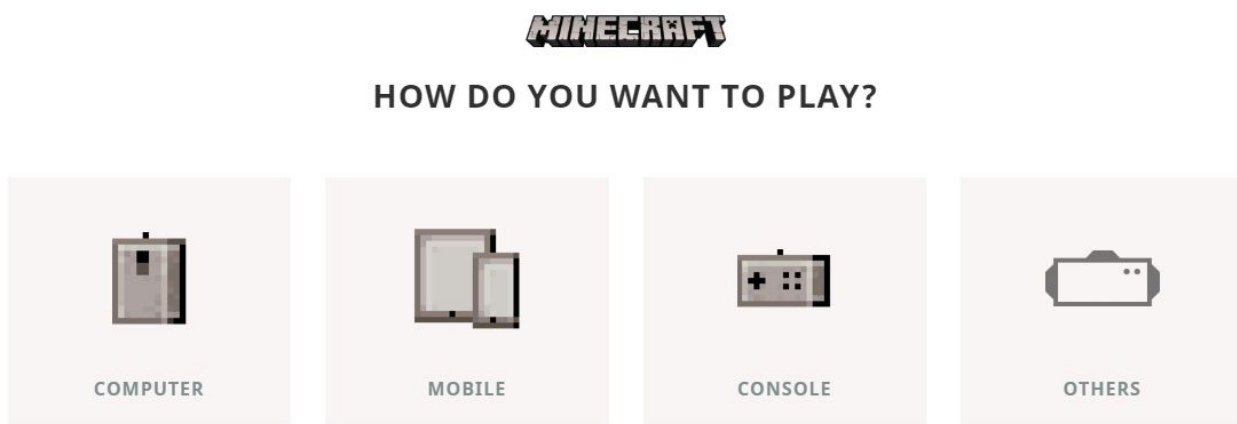 MINECRAFT
HOW DO YOU WANT TO PLAY?
COMPUTER
MOBILE
CONSOLE
OTHERS